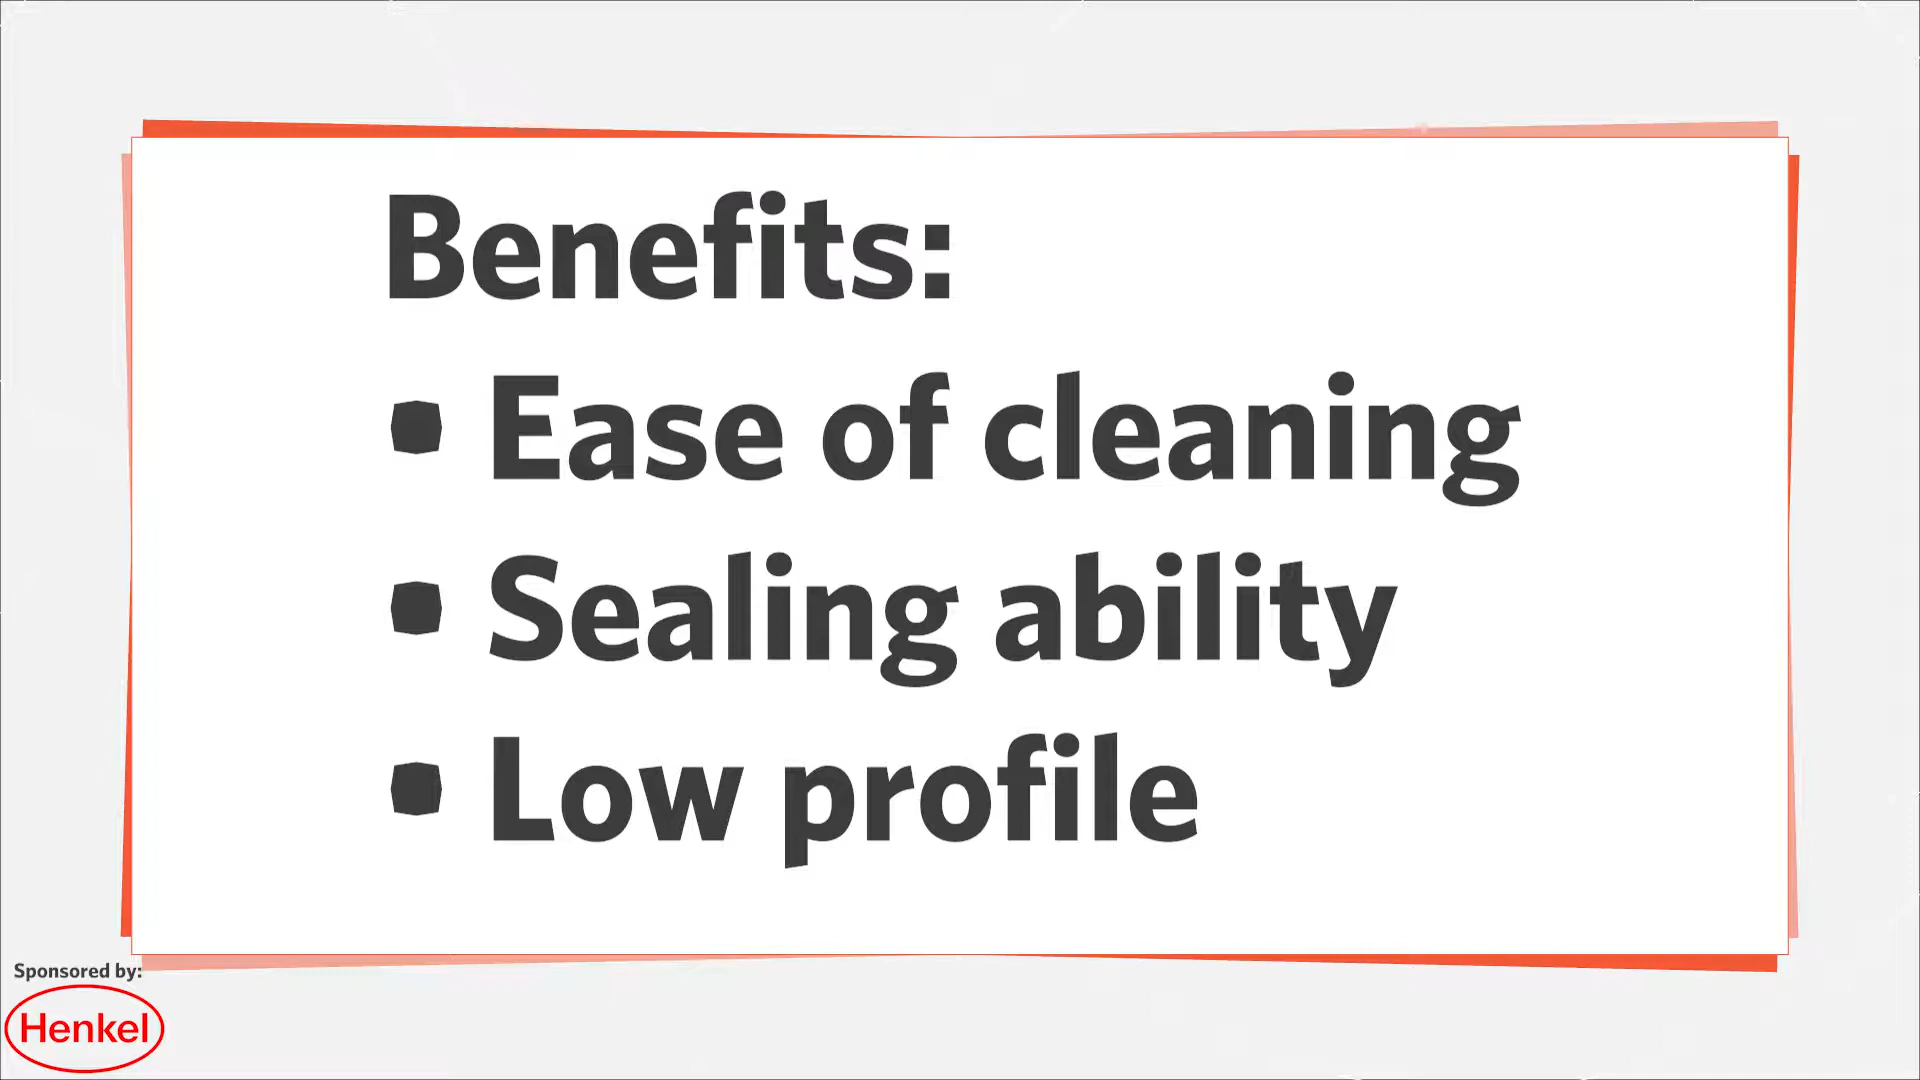 Benefits:
• Ease of cleaning
• Sealing ability
• Low profile
Sponsored by:
Henkel